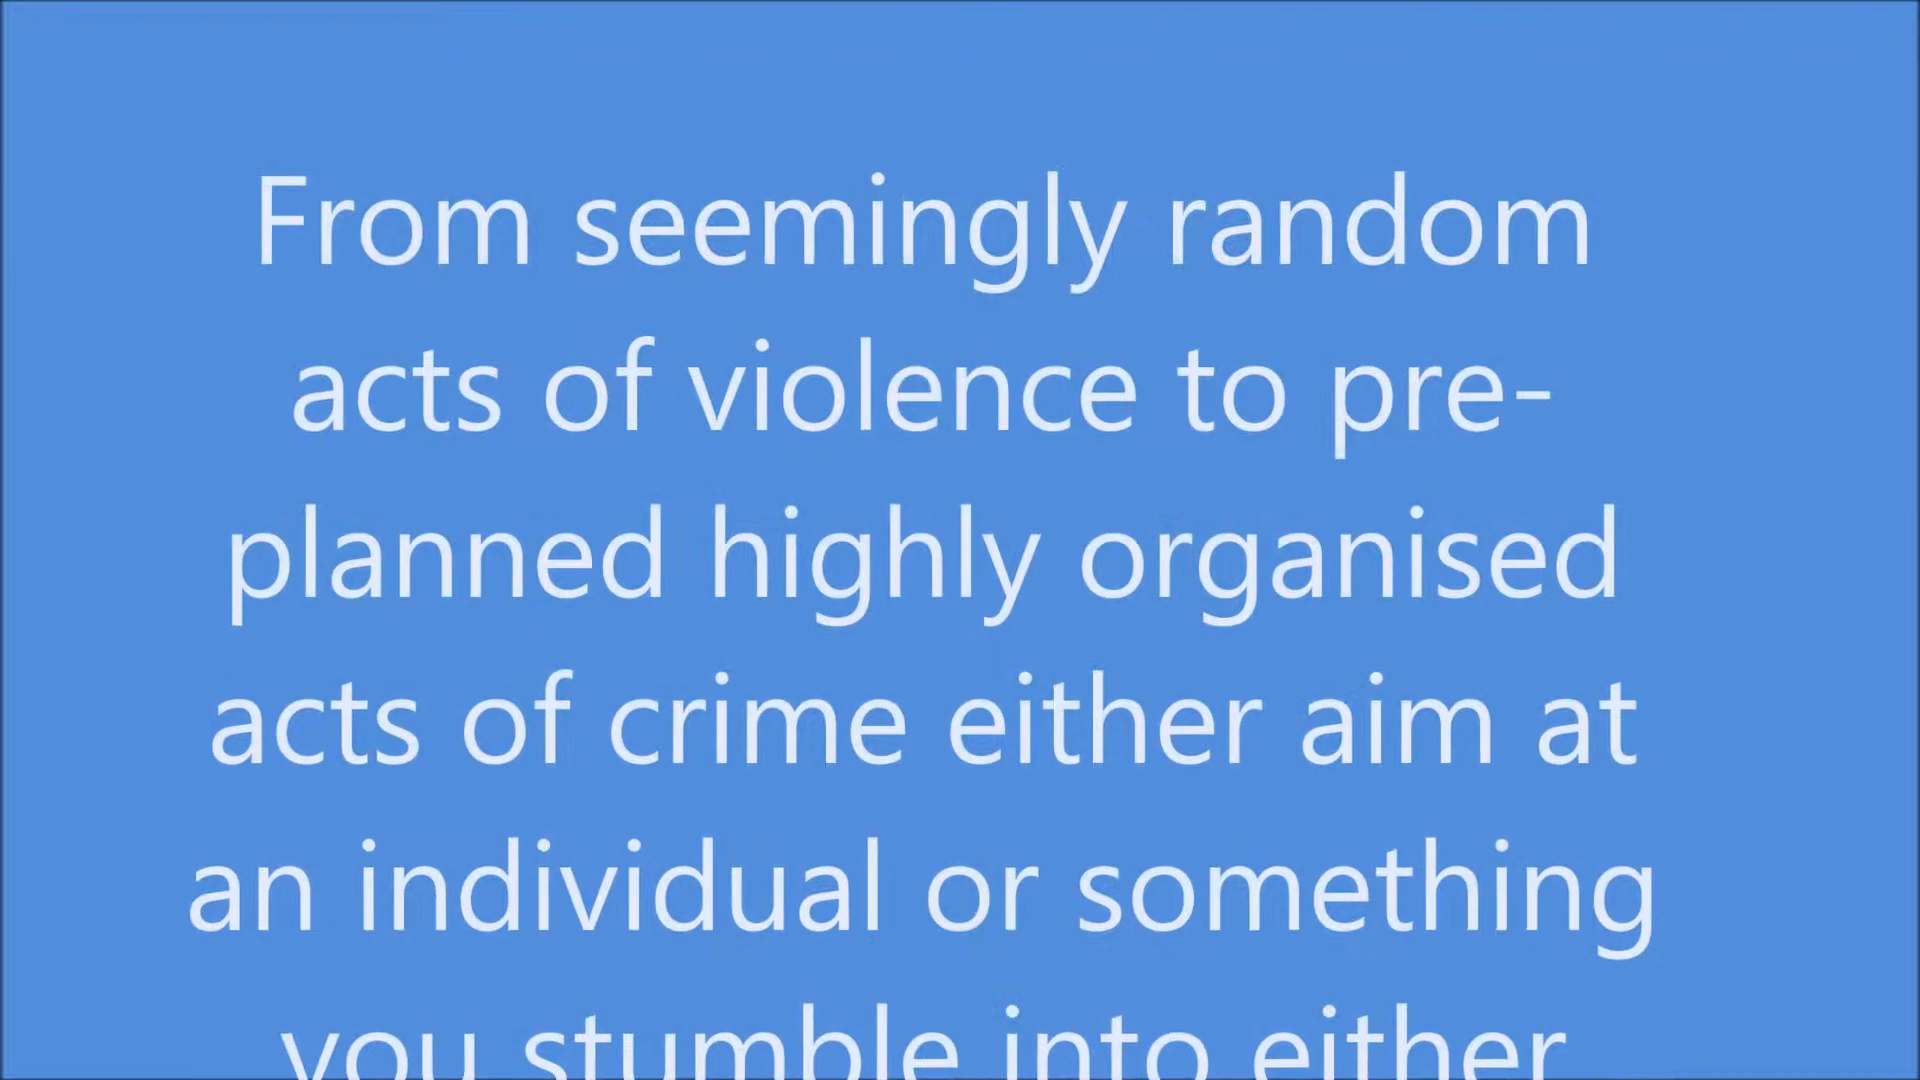 From seemingly random
acts of violence to pre-
planned highly organised
acts of crime either aim at
an individual or something
you stumble into either